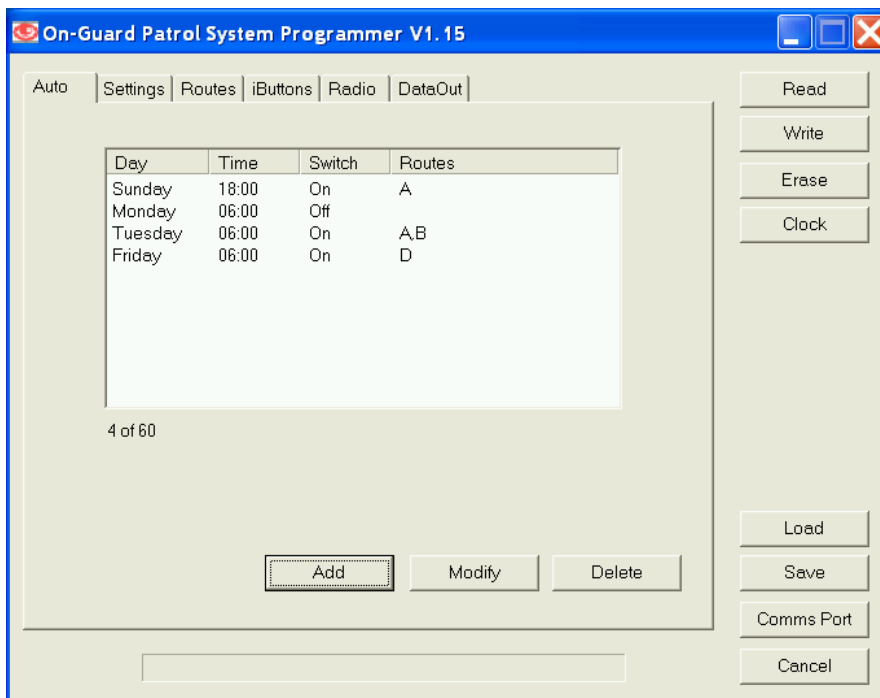 On-Guard Patrol System Programmer V1.15
Auto Settings Routes iButtons Radio DataOut
Day Time Switch Routes
Sunday 18:00 On A
Monday 06:00 Off
Tuesday 06:00 On A,B
Friday 06:00 On D
4 of 60
Add Modify Delete
Read
Write
Erase
Clock
Load
Save
Comms Port
Cancel